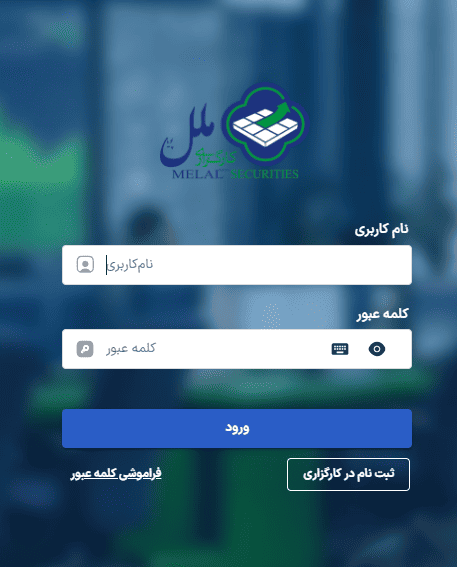 ملل
کارگزاری
MELAL SECURITIES
نام کاربری
نام‌کاربری
کلمه عبور
کلمه عبور
ورود
ثبت نام در کارگزاری
فراموشی کلمه عبور